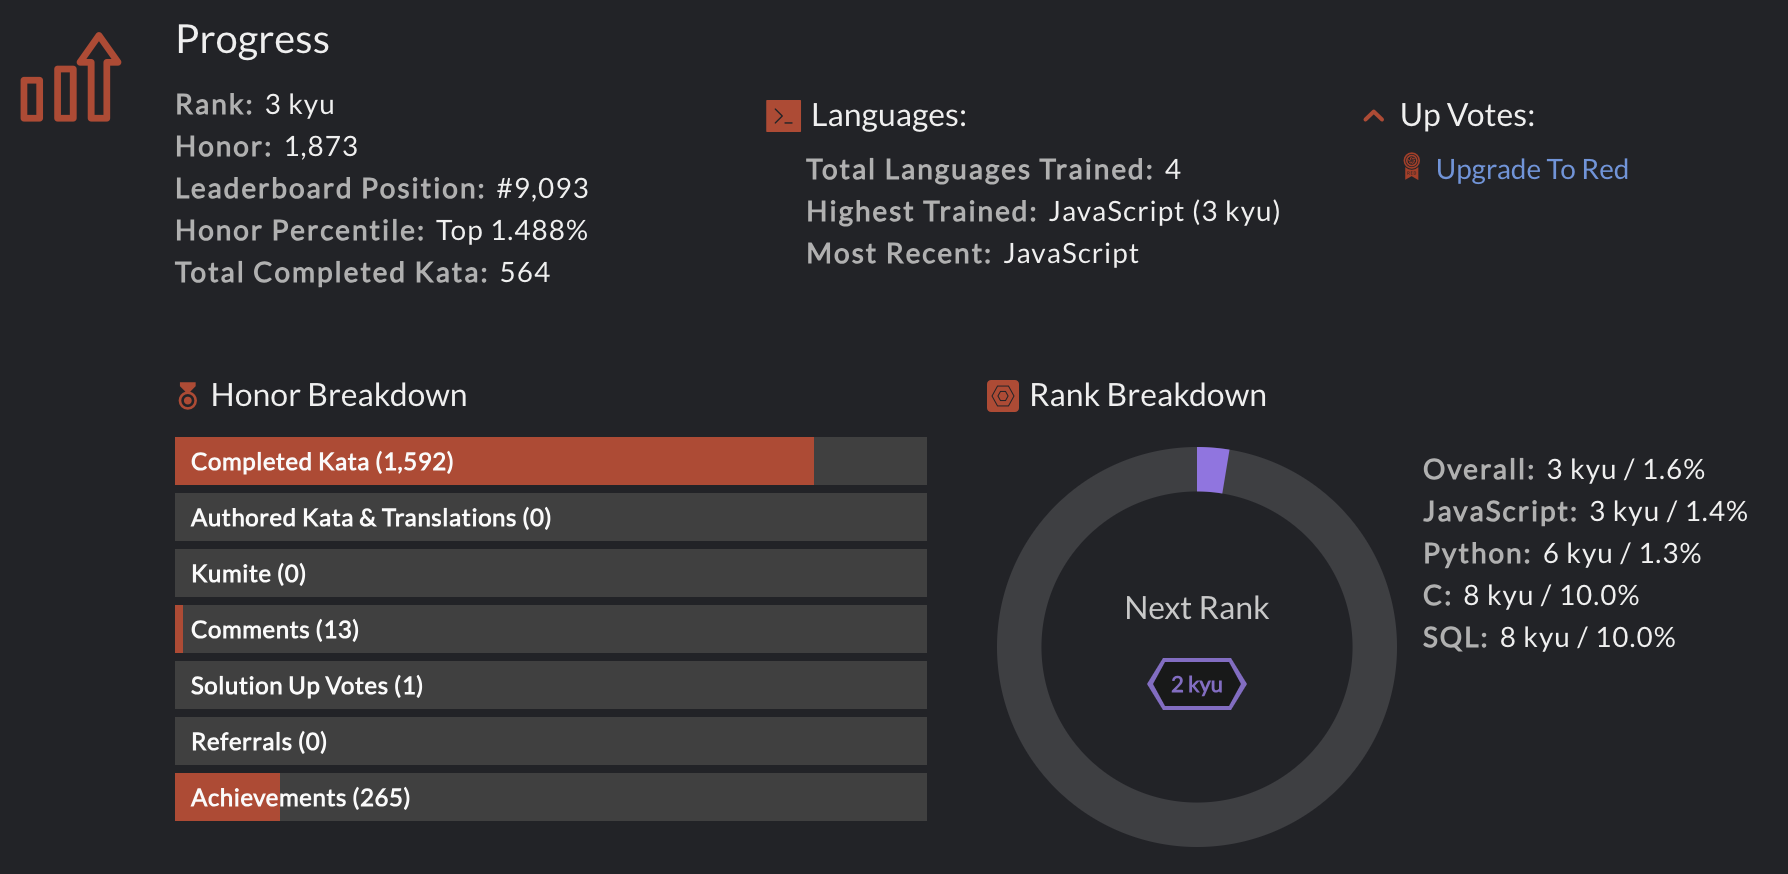 Progress
Rank: 3 kyu
Honor: 1,873
Leaderboard Position: #9,093
Honor Percentile: Top 1.488%
Total Completed Kata: 564
Languages:
Total Languages Trained: 4
Highest Trained: JavaScript (3 kyu)
Most Recent: JavaScript
Up Votes:
Upgrade To Red
Honor Breakdown
Completed Kata (1,592)
Authored Kata & Translations (0)
Kumite (0)
Comments (13)
Solution Up Votes (1)
Referrals (0)
Achievements (265)
Rank Breakdown
Next Rank
2 kyu
Overall: 3 kyu / 1.6%
JavaScript: 3 kyu / 1.4%
Python: 6 kyu / 1.3%
C: 8 kyu / 10.0%
SQL: 8 kyu / 10.0%